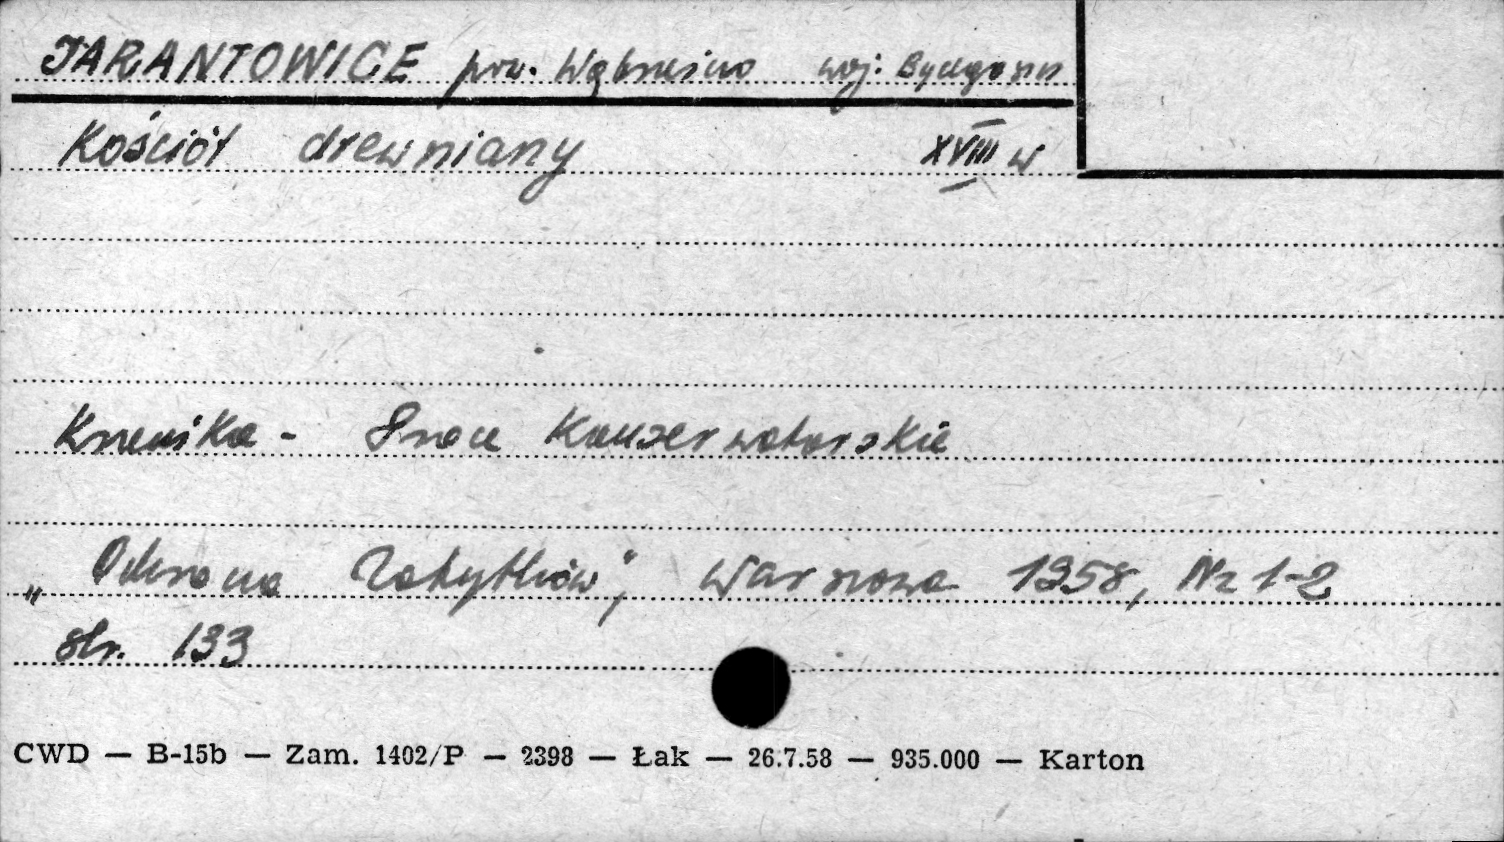 JARANTOWICE pow. Wąbrzeźno woj: Bydgoszcz
Kościół drewniany XVIII w
Kronika - Prace Konserwatorskie
„Ochrona Zabytków", Warszawa 1958, Nr 1-2
str. 133
CWD — B-15b — Zam. 1402/P — 2398 — Łak — 26.7.58 — 935.000 — Karton